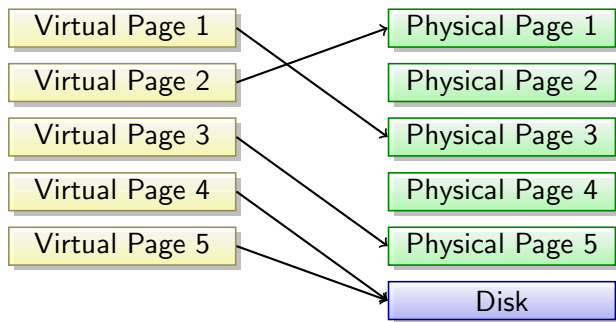 Virtual Page 1
Physical Page 1
Virtual Page 2
Physical Page 2
Virtual Page 3
Physical Page 3
Virtual Page 4
Physical Page 4
Virtual Page 5
Physical Page 5
Disk